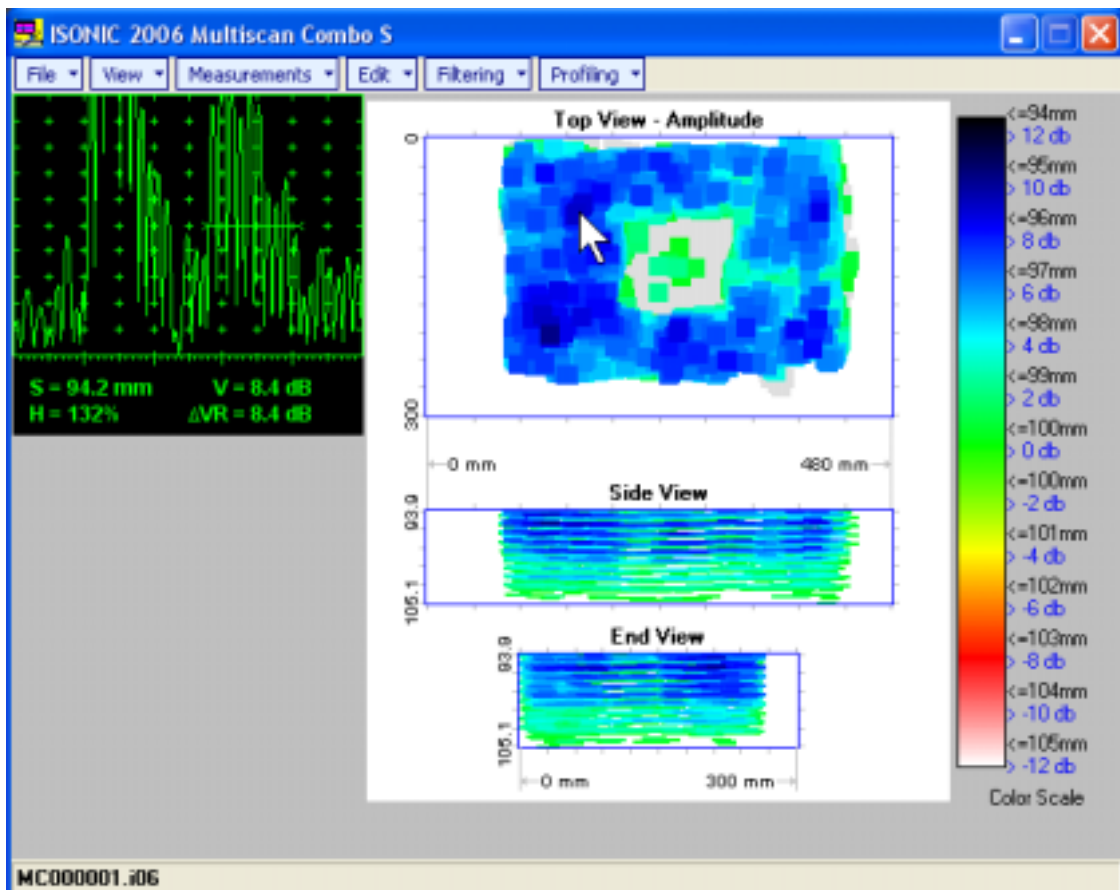 ISONIC 2006 Multiscan Combo S
File View Measurements Edit Filtering Profiling
S = 94.2 mm V = 8.4 dB
H = 132% ΔVR = 8.4 dB
Top View - Amplitude
0
300
0 mm 480 mm
Side View
93.9
105.1
End View
93.9
105.1
0 mm 300 mm
<=94mm
> 12 db
<=95mm
> 10 db
<=96mm
> 8 db
<=97mm
> 6 db
<=98mm
> 4 db
<=99mm
> 2 db
<=100mm
> 0 db
<=100mm
> -2 db
<=101mm
> -4 db
<=102mm
> -6 db
<=103mm
> -8 db
<=104mm
> -10 db
<=105mm
> -12 db
Color Scale
MC000001.i06